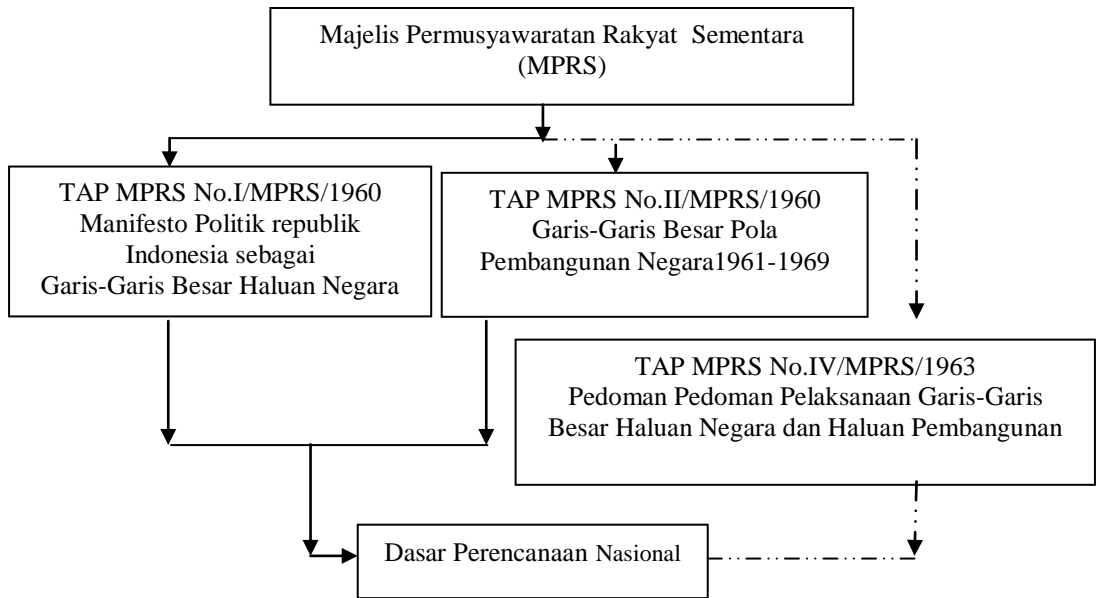 Majelis Permusyawaratan Rakyat Sementara
(MPRS)
TAP MPRS No.I/MPRS/1960
Manifesto Politik republik
Indonesia sebagai
Garis-Garis Besar Haluan Negara
TAP MPRS No.II/MPRS/1960
Garis-Garis Besar Pola
Pembangunan Negara1961-1969
TAP MPRS No.IV/MPRS/1963
Pedoman Pedoman Pelaksanaan Garis-Garis
Besar Haluan Negara dan Haluan Pembangunan
Dasar Perencanaan Nasional